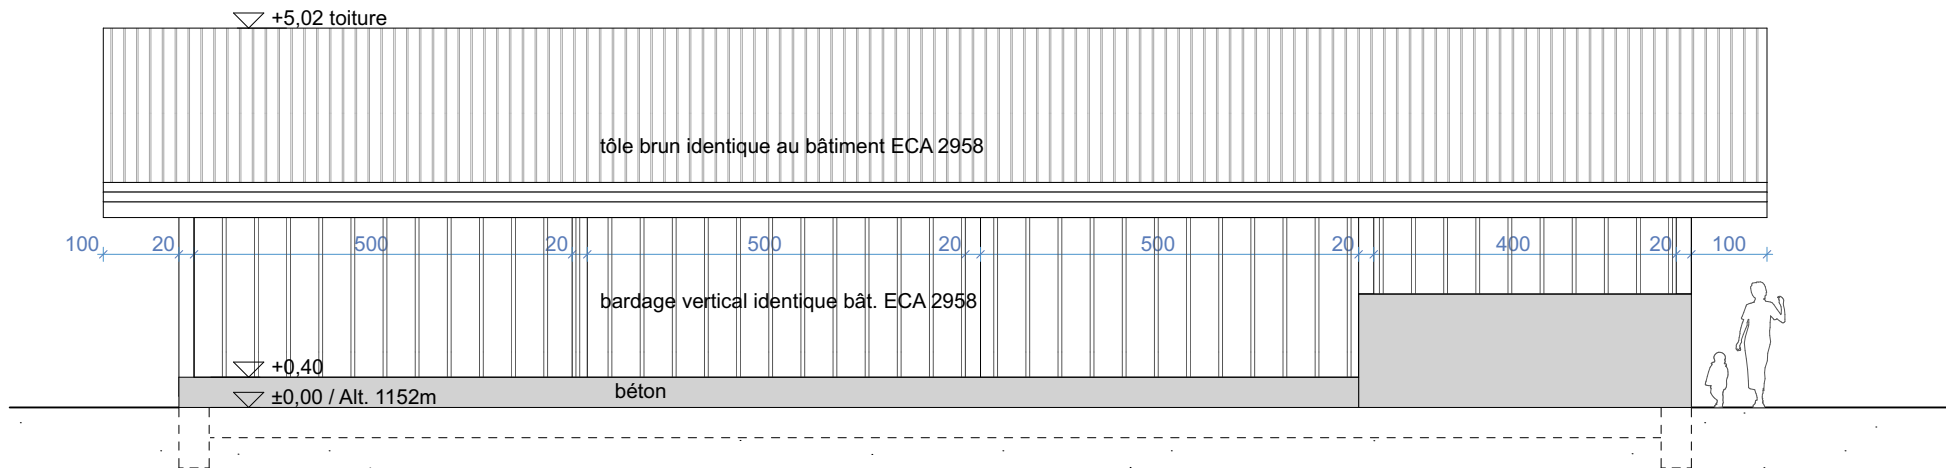 +5,02 toiture
tôle brun identique au bâtiment ECA 2958
100 20 500 20 500 20 500 20 400 20 100
bardage vertical identique bât. ECA 2958
+0,40
béton
±0,00 / Alt. 1152m